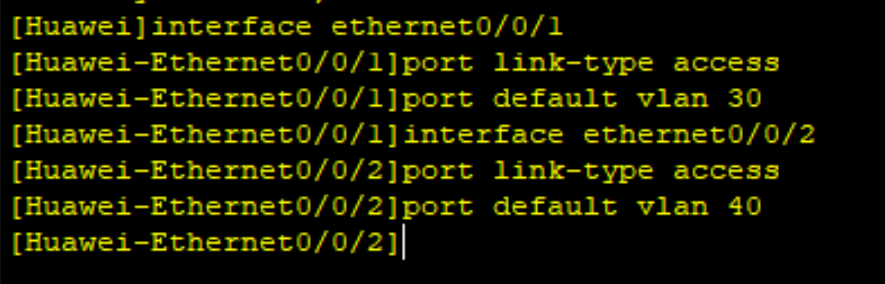 [Huawei]interface ethernet0/0/1
[Huawei-Ethernet0/0/1]port link-type access
[Huawei-Ethernet0/0/1]port default vlan 30
[Huawei-Ethernet0/0/1]interface ethernet0/0/2
[Huawei-Ethernet0/0/2]port link-type access
[Huawei-Ethernet0/0/2]port default vlan 40
[Huawei-Ethernet0/0/2]